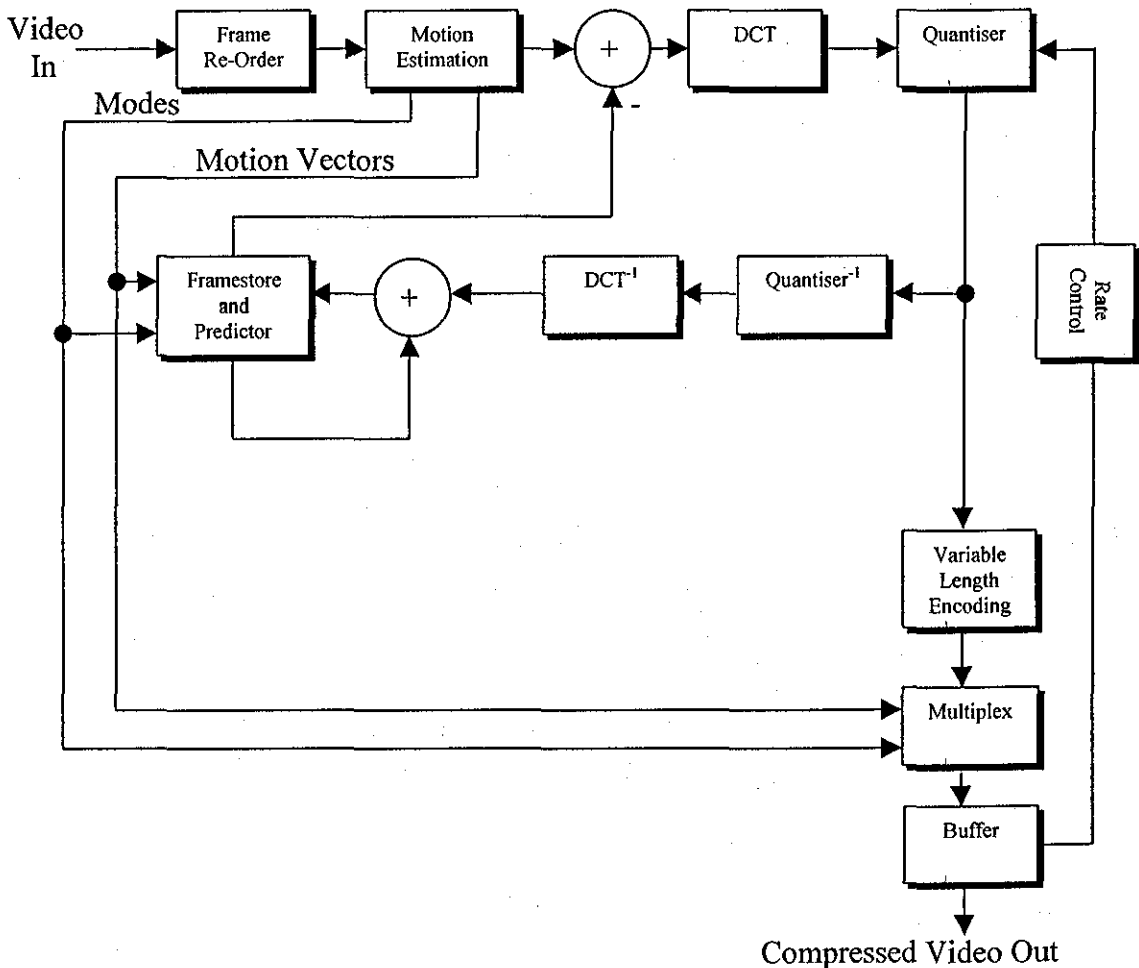 Video
In
Frame
Re-Order
Motion
Estimation
+
DCT
Quantiser
Modes
-
Motion Vectors
Framestore
and
Predictor
+
DCT-1
Quantiser-1
Rate
Control
Variable
Length
Encoding
Multiplex
Buffer
Compressed Video Out